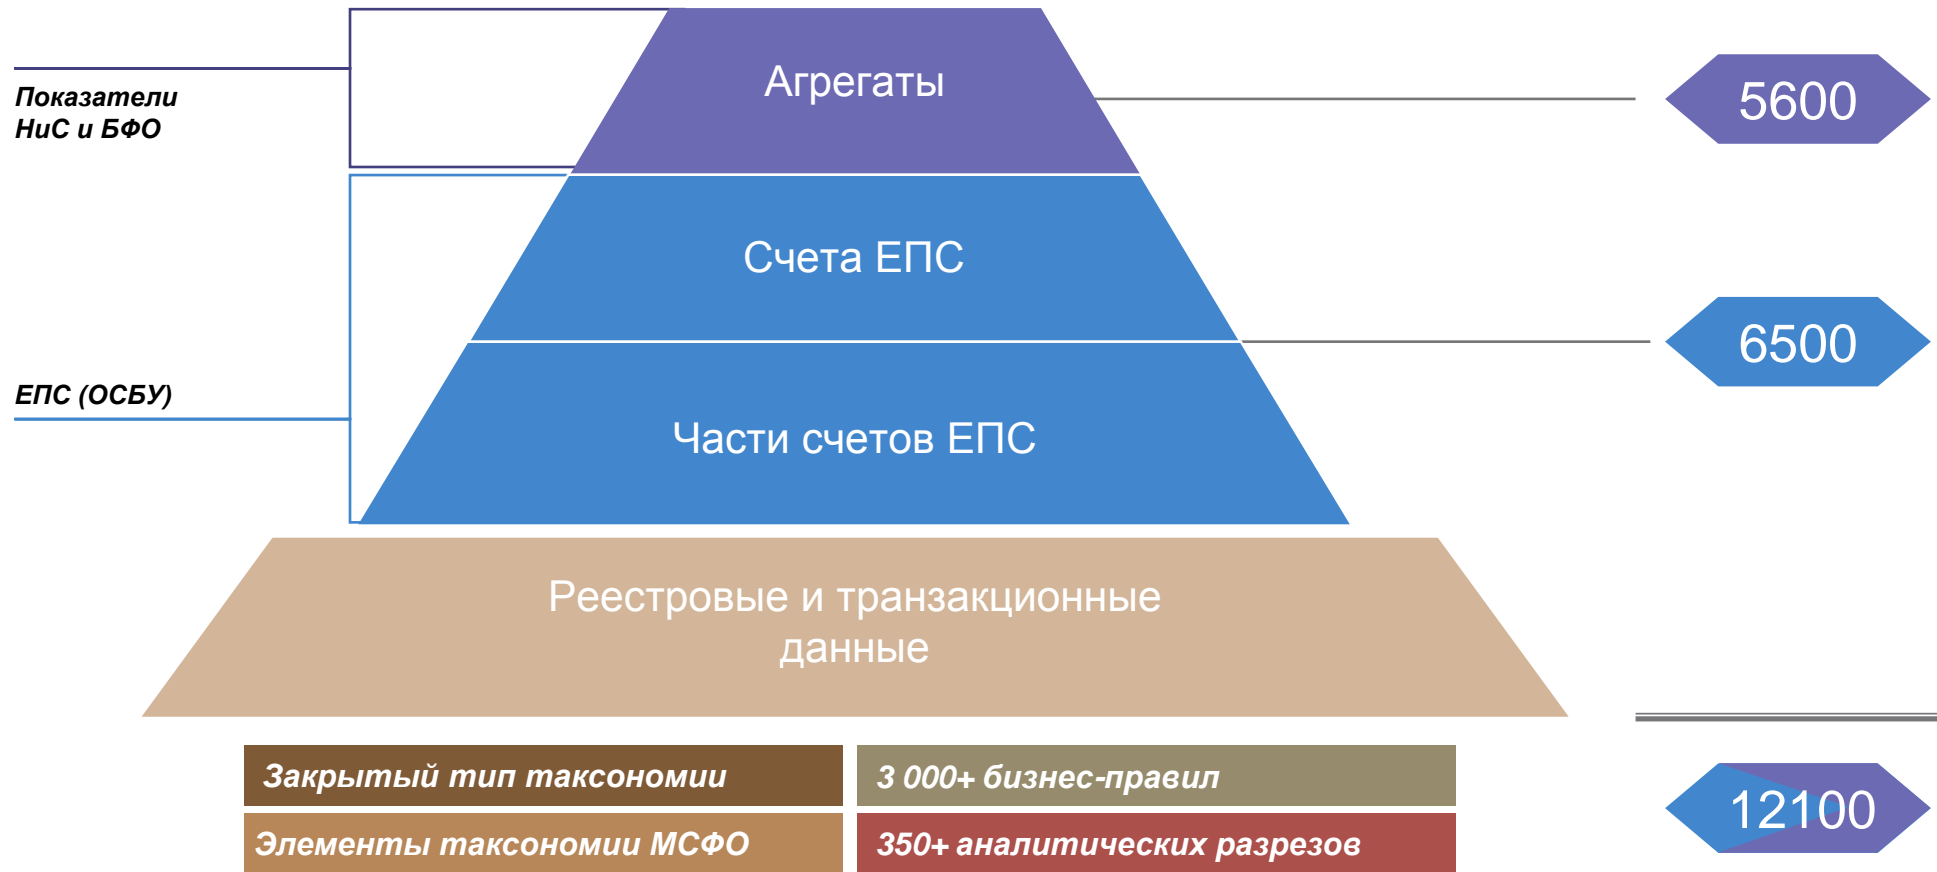 Агрегаты
5600
Показатели
НиС и БФО
Счета ЕПС
6500
ЕПС (ОСБУ)
Части счетов ЕПС
Реестровые и транзакционные
данные
Закрытый тип таксономии
3 000+ бизнес-правил
12100
Элементы таксономии МСФО
350+ аналитических разрезов